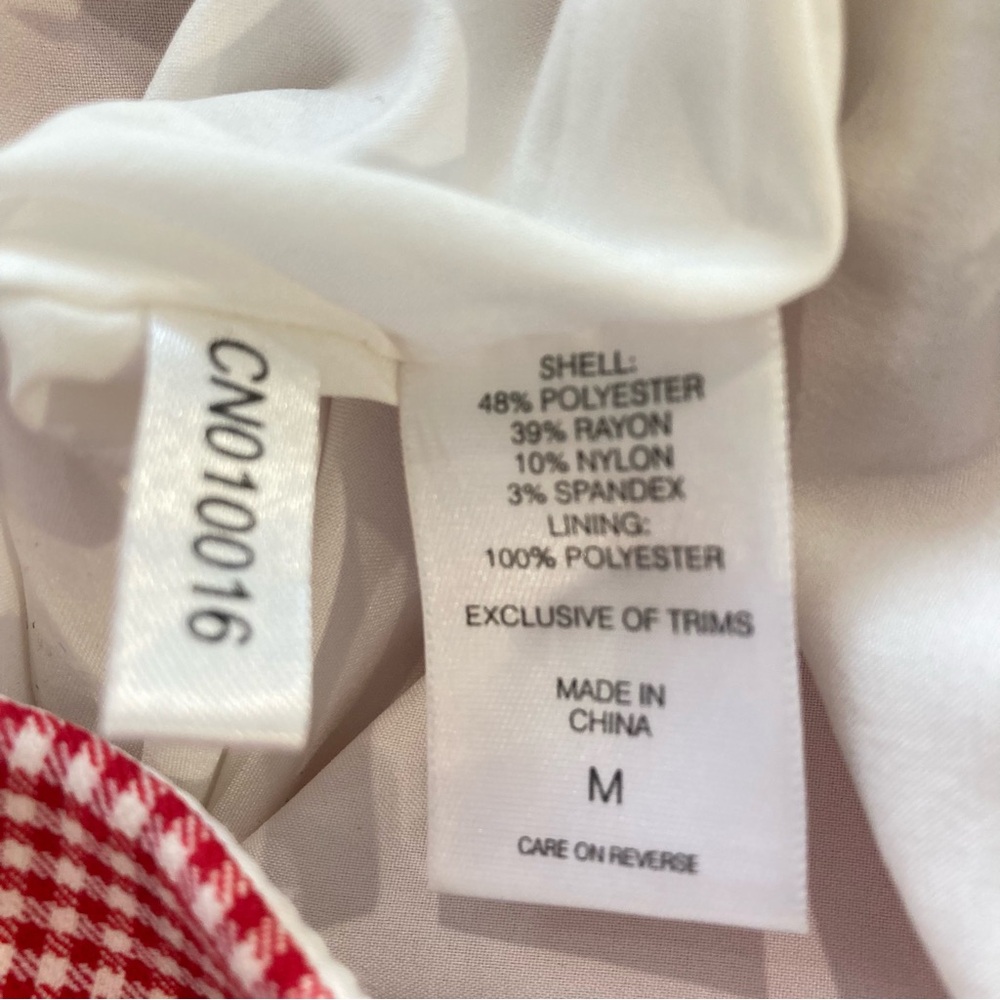 CN010016
SHELL:
48% POLYESTER
39% RAYON
10% NYLON
3% SPANDEX
LINING:
100% POLYESTER
EXCLUSIVE OF TRIMS
MADE IN
CHINA
M
CARE ON REVERSE